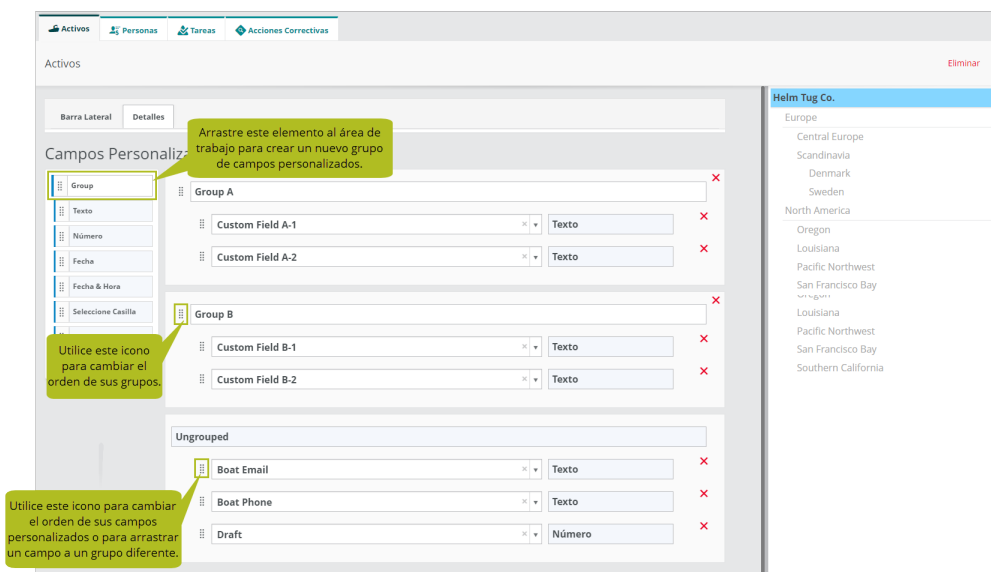 Activos
Personas
Tareas
Acciones Correctivas
Activos
Eliminar
Barra Lateral
Detalles
Campos Persona
Arrastre este elemento al área de
trabajo para crear un nuevo grupo
de campos personalizados.
Group
Texto
Número
Fecha
Fecha & Hora
Seleccione Casilla
Group A
Custom Field A-1
Texto
Custom Field A-2
Texto
Group B
Custom Field B-1
Texto
Custom Field B-2
Texto
Utilice este icono
para cambiar el
orden de sus grupos.
Ungrouped
Boat Email
Texto
Boat Phone
Texto
Draft
Número
Utilice este icono para cambiar
el orden de sus campos
personalizados o para arrastrar
un campo a un grupo diferente.
Helm Tug Co.
Europe
Central Europe
Scandinavia
Denmark
Sweden
North America
Oregon
Louisiana
Pacific Northwest
San Francisco Bay
Louisiana
Pacific Northwest
San Francisco Bay
Southern California